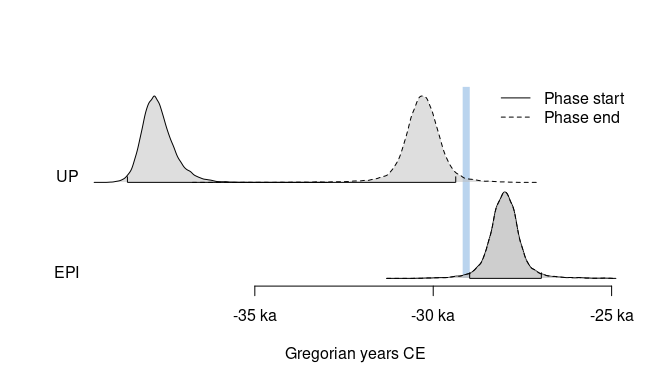 Phase start
Phase end
UP
EPI
-35 ka
-30 ka
-25 ka
Gregorian years CE